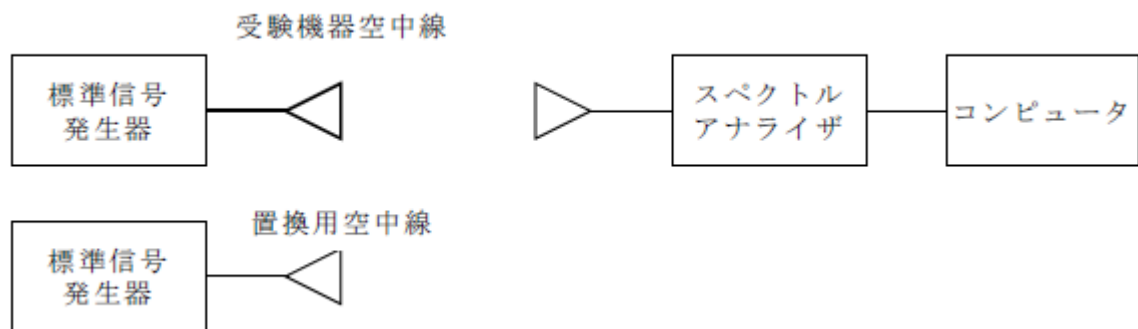 受験機器空中線
標準信号
発生器
スペクトル
アナライザ
コンピュータ
置換用空中線
標準信号
発生器